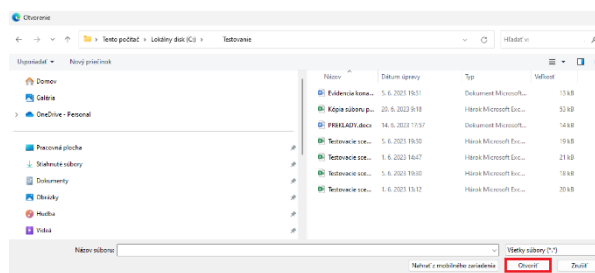 Otvorenie
Tento počítač > Lokálny disk (C:) > Testovanie
Hľadať v:
Usporiadať Nový priečinok
Názov Dátum úpravy Typ Veľkosť
Domov
Galéria
OneDrive - Personal
Pracovná plocha
Stiahnuté súbory
Dokumenty
Obrázky
Hudba
Videá
Evidencia kona... 5. 6. 2023 19:51 Dokument Microsoft... 15 kB
Kópia súboru p... 20. 6. 2023 9:18 Hárok Microsoft Exc... 53 kB
PREKLADY.docx 14. 6. 2023 17:57 Dokument Microsoft... 14 kB
Testovacie sce... 5. 6. 2023 19:50 Hárok Microsoft Exc... 19 kB
Testovacie sce... 1. 6. 2023 14:47 Hárok Microsoft Exc... 21 kB
Testovacie sce... 5. 6. 2023 19:50 Hárok Microsoft Exc... 18 kB
Testovacie sce... 1. 6. 2023 15:12 Hárok Microsoft Exc... 20 kB
Názov súboru: Všetky súbory (*.*)
Nahrať z mobilného zariadenia Otvoriť Zrušiť